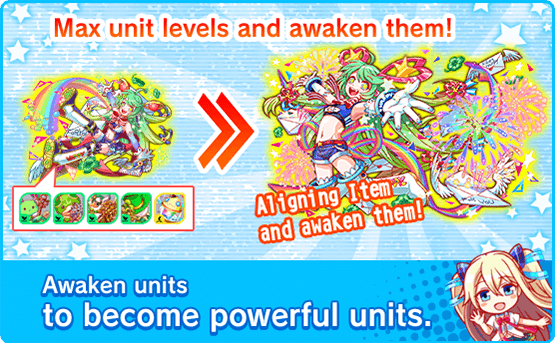 Max unit levels and awaken them!
Aligning Item
and awaken them!
Awaken units
to become powerful units.